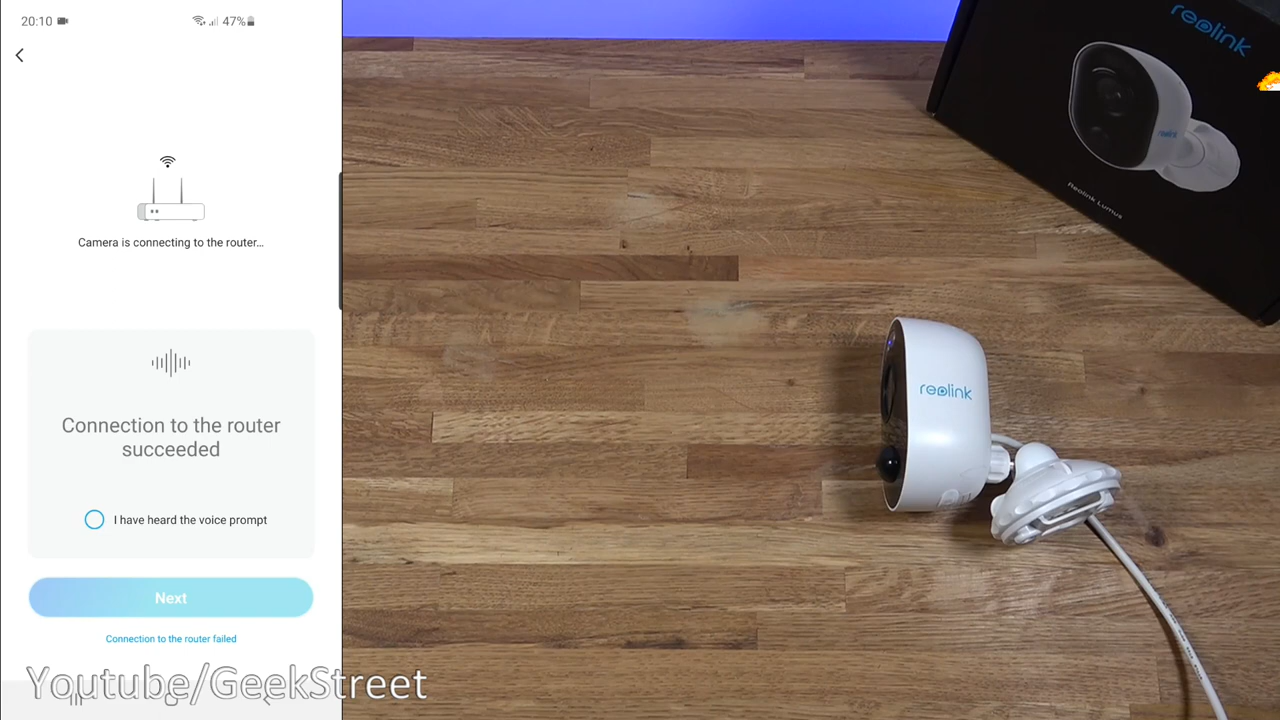 20:10
47%
Camera is connecting to the router...
Connection to the router
succeeded
I have heard the voice prompt
Next
Connection to the router failed
Youtube/GeekStreet
reolink
reolink
Reolink Lumus
reolink